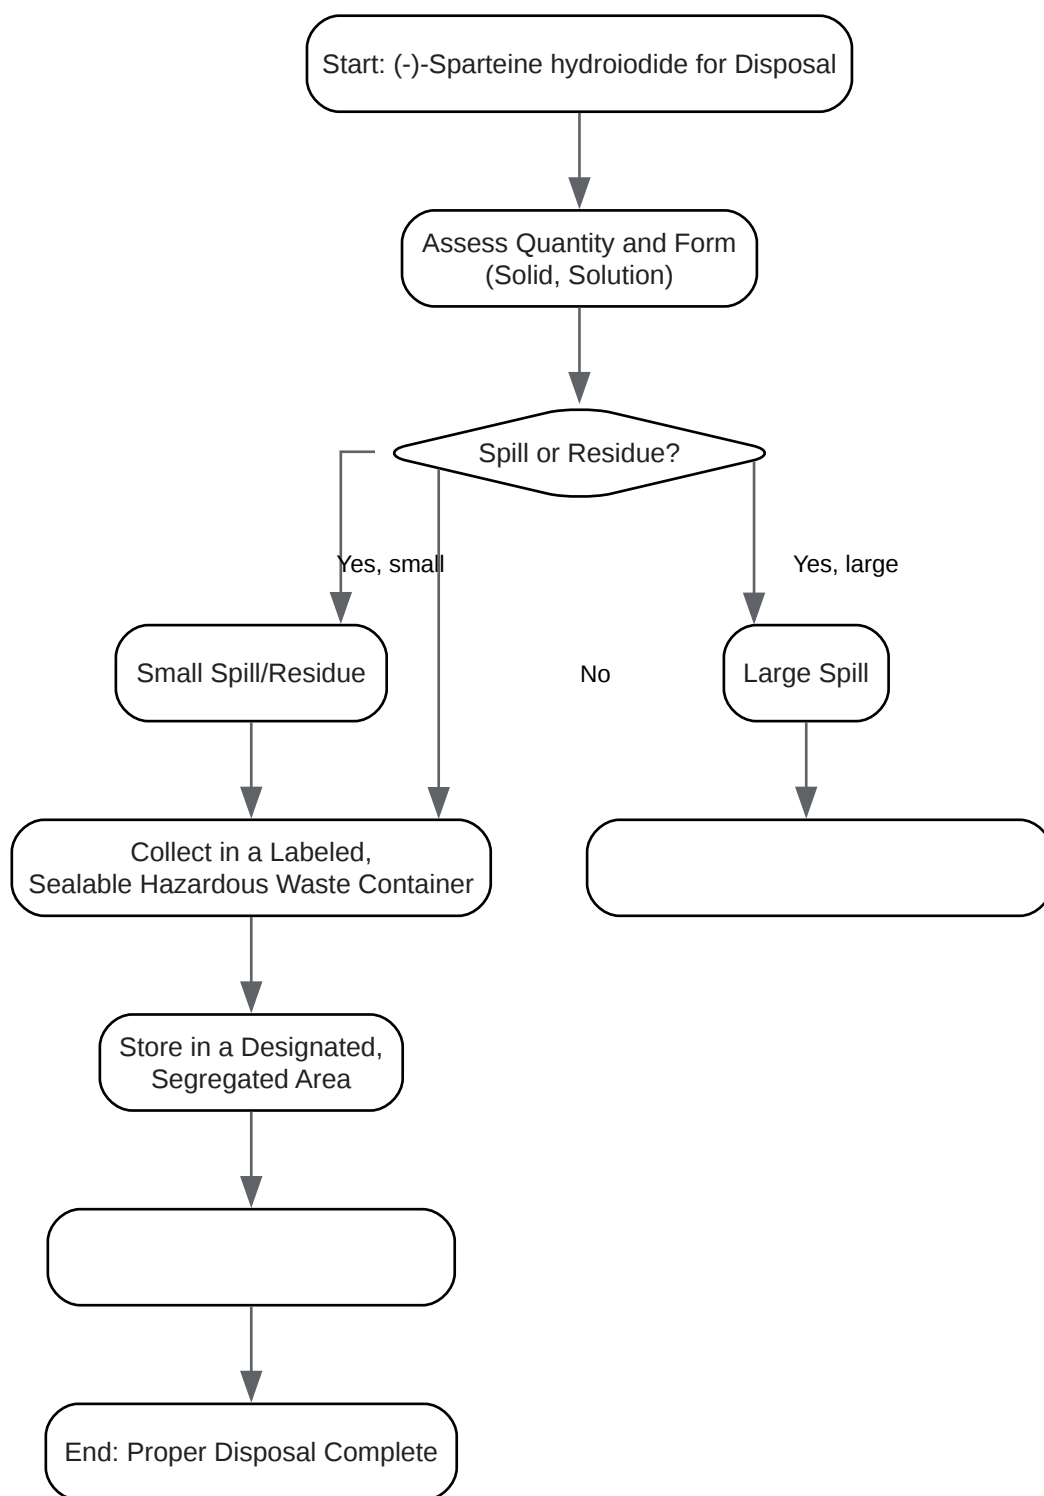 Start: (-)-Sparteine hydroiodide for Disposal
Assess Quantity and Form
(Solid, Solution)
Spill or Residue?
Yes, small
Yes, large
Small Spill/Residue
No
Large Spill
Collect in a Labeled,
Sealable Hazardous Waste Container
Store in a Designated,
Segregated Area
End: Proper Disposal Complete